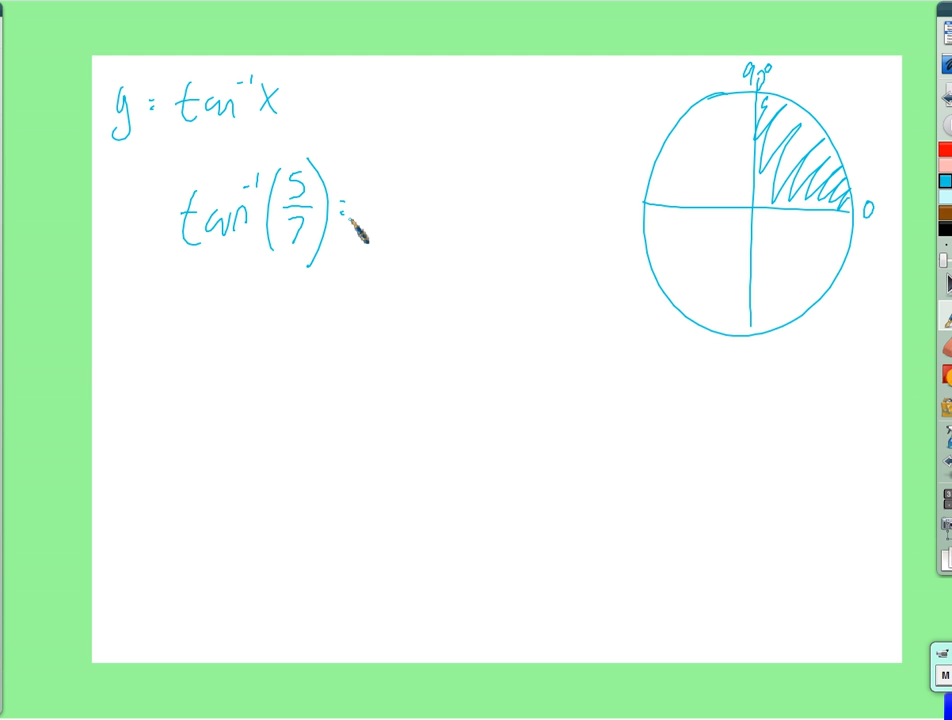 y = tan⁻¹x
tan⁻¹(5/7) =
90°
0
M